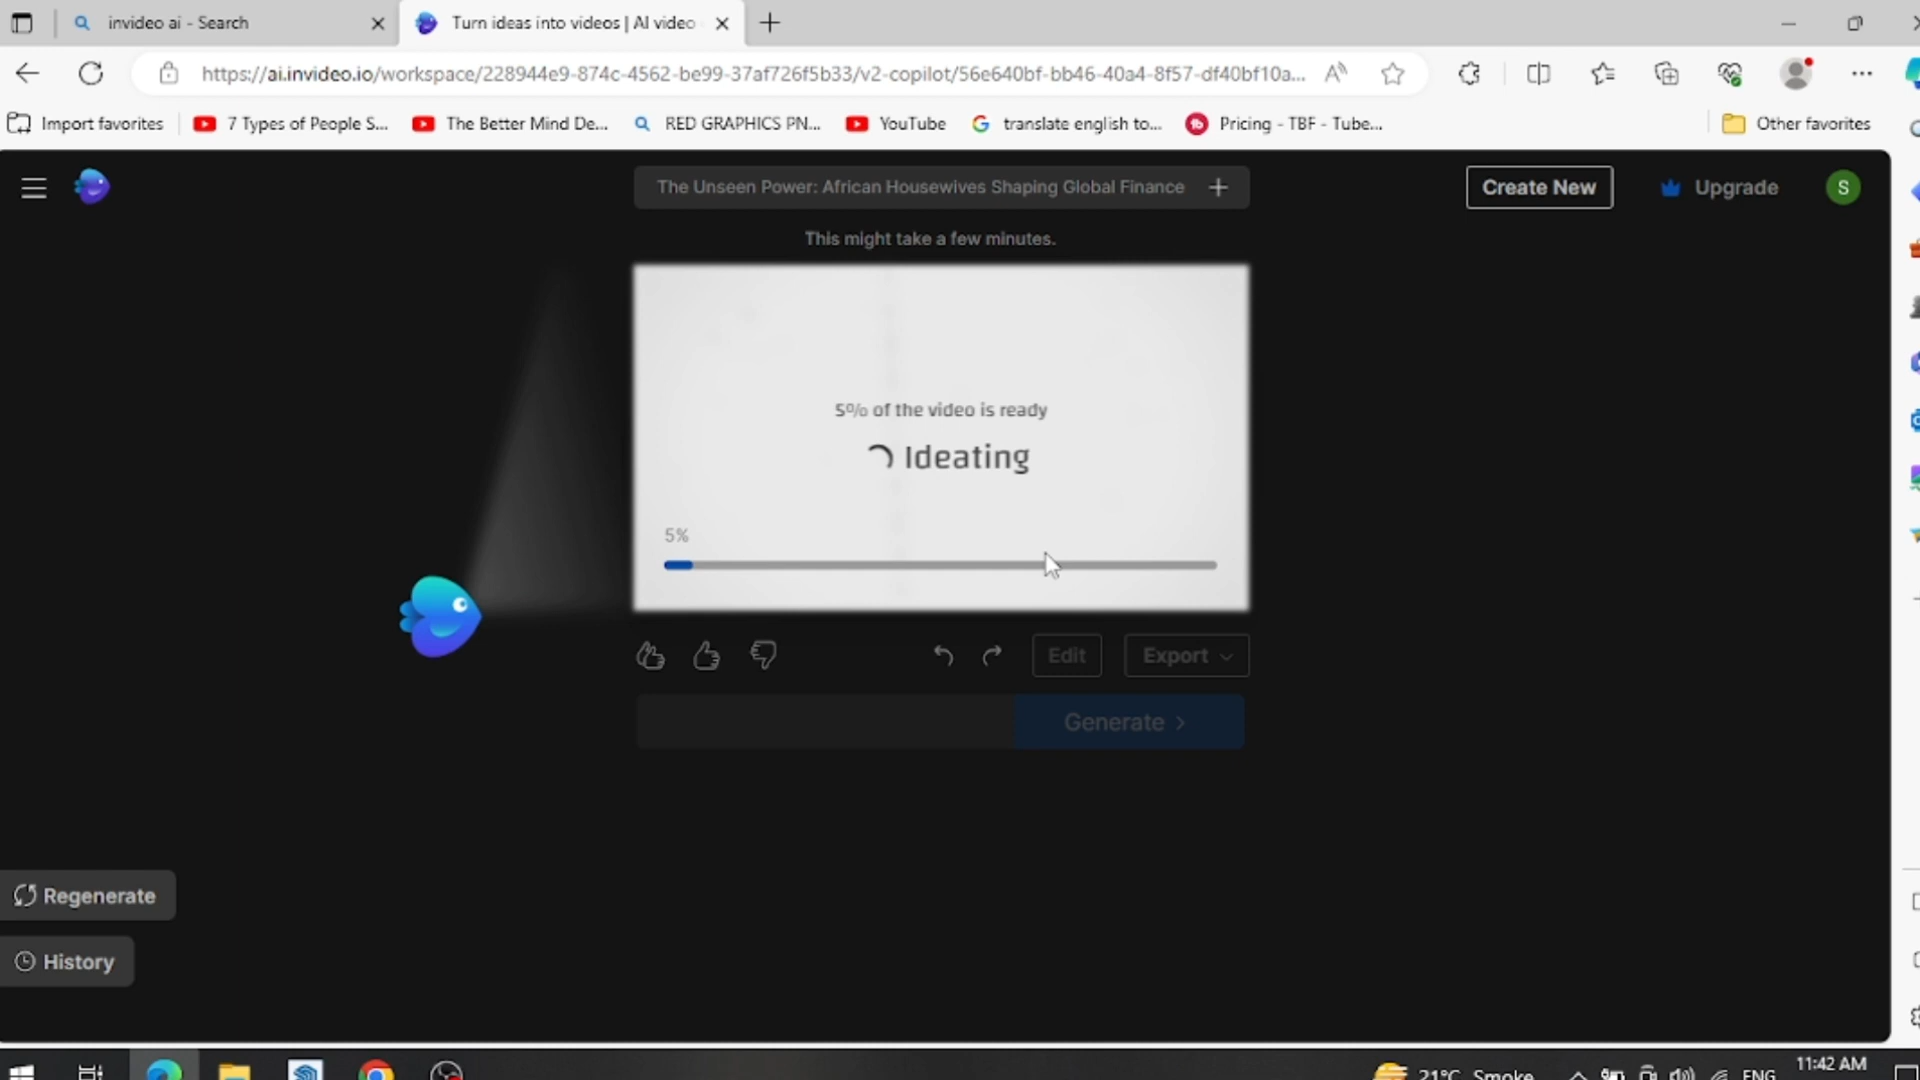 invideo ai - Search
Turn ideas into videos | AI video
https://ai.invideo.io/workspace/228944e9-874c-4562-be99-37af726f5b33/v2-copilot/56e640bf-bb46-40a4-8f57-df40bf10a...
Import favorites
7 Types of People S...
The Better Mind De...
RED GRAPHICS PN...
YouTube
translate english to...
Pricing - TBF - Tube...
Other favorites
The Unseen Power: African Housewives Shaping Global Finance
Create New
Upgrade
S
This might take a few minutes.
5% of the video is ready
Ideating
5%
Edit
Export
Generate
Regenerate
History
21°C Smoke
ENG
11:42 AM